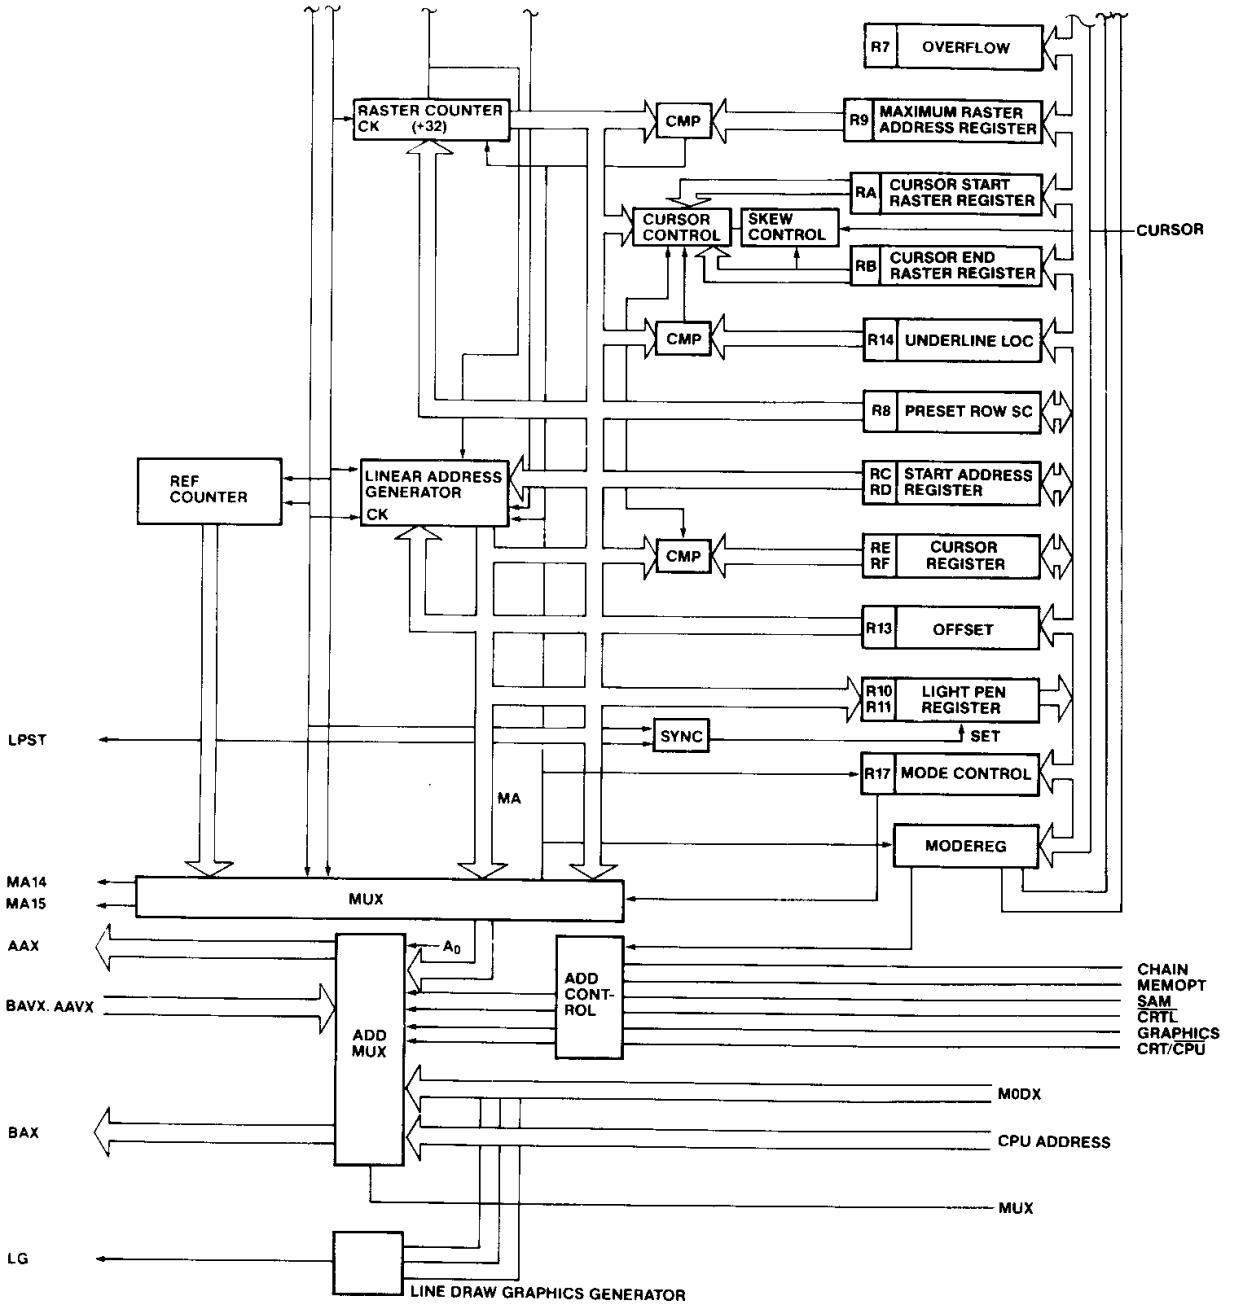 R7 OVERFLOW
RASTER COUNTER
CK (÷32)
CMP
R9 MAXIMUM RASTER
ADDRESS REGISTER
RA CURSOR START
RASTER REGISTER
CURSOR
CONTROL
SKEW
CONTROL
CURSOR
RB CURSOR END
RASTER REGISTER
CMP
R14 UNDERLINE LOC
R8 PRESET ROW SC
REF
COUNTER
LINEAR ADDRESS
GENERATOR
CK
RC
RD
START ADDRESS
REGISTER
CMP
RE
RF
CURSOR
REGISTER
R13 OFFSET
R10
R11
LIGHT PEN
REGISTER
LPST
SYNC
SET
R17 MODE CONTROL
MA
MODEREG
MA14
MA15
MUX
AAX
A0
BAVX. AAVX
ADD
MUX
ADD
CONT-
ROL
CHAIN
MEMOPT
SAM
CRTL
GRAPHICS
CRT/CPU
M0DX
BAX
CPU ADDRESS
MUX
LG
LINE DRAW GRAPHICS GENERATOR